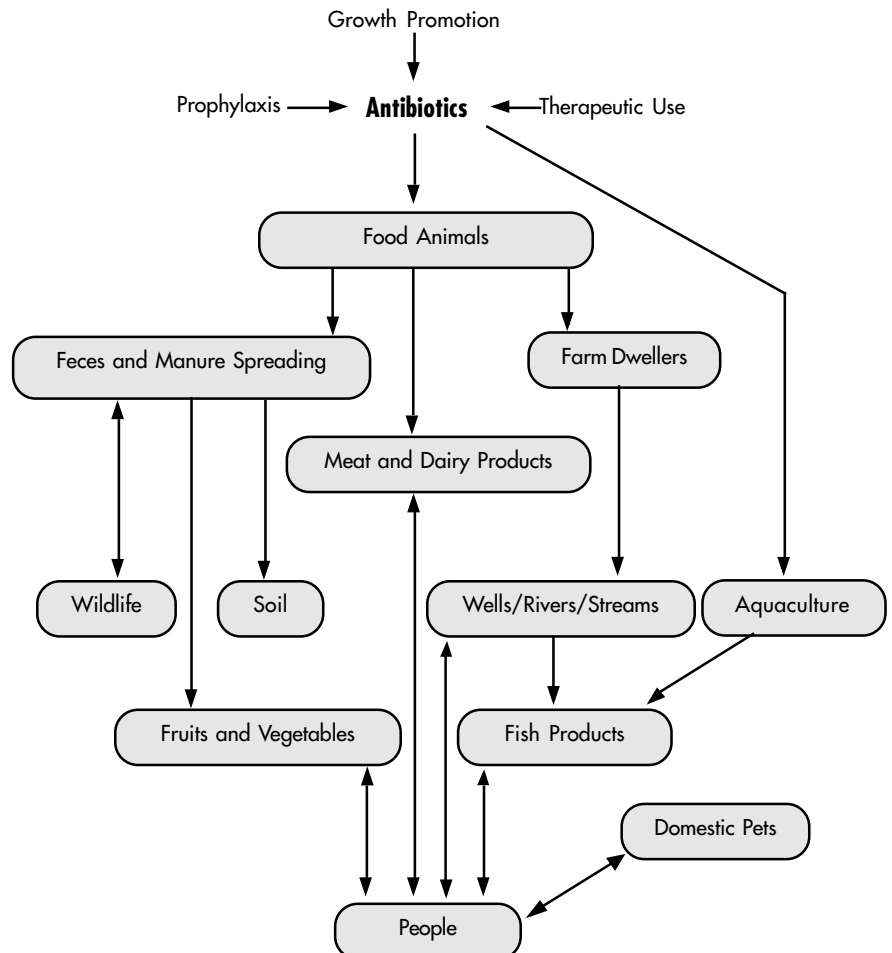 Growth Promotion
Prophylaxis
Antibiotics
Therapeutic Use
Food Animals
Feces and Manure Spreading
Farm Dwellers
Meat and Dairy Products
Wildlife
Soil
Wells/Rivers/Streams
Aquaculture
Fruits and Vegetables
Fish Products
Domestic Pets
People